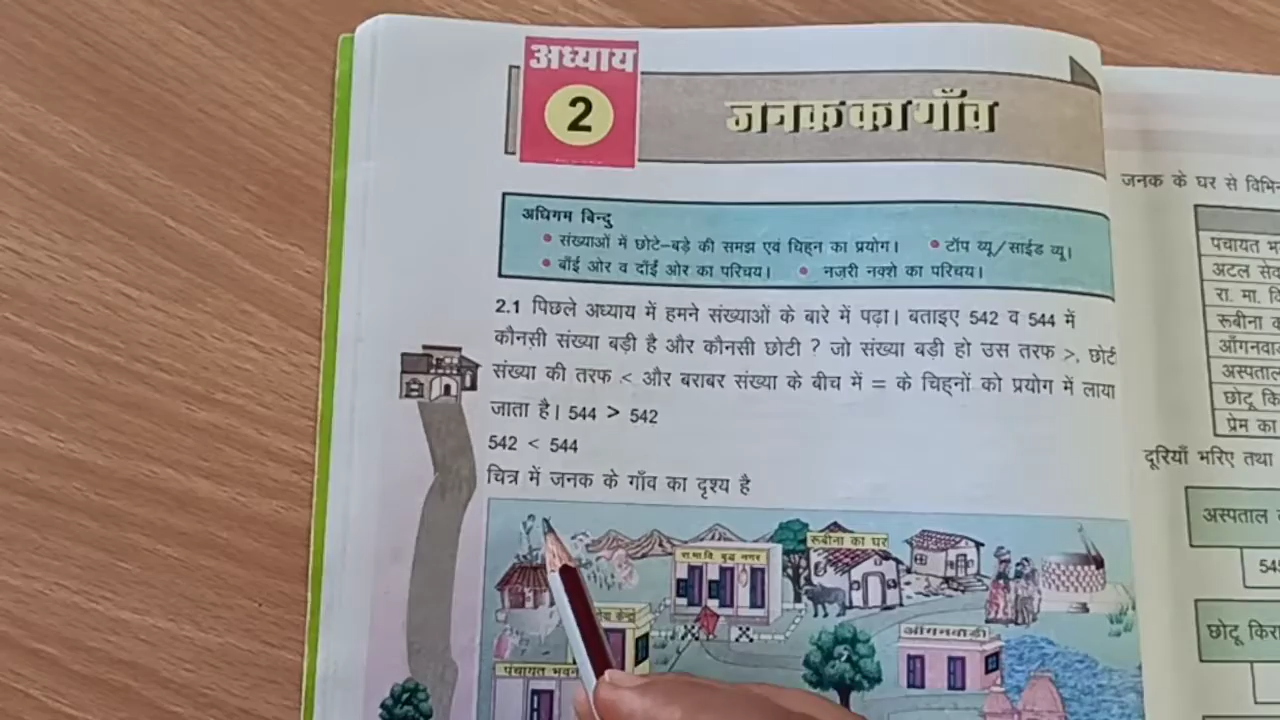 अध्याय
2
जनक का गाँव
अधिगम बिन्दु
• संख्याओं में छोटे–बड़े की समझ एवं चिह्न का प्रयोग। • टॉप व्यू/साईड व्यू।
• बाँई ओर व दाँईं ओर का परिचय। • नज़री नक्शे का परिचय।
2.1 पिछले अध्याय में हमने संख्याओं के बारे में पढ़ा। बताइए 542 व 544 में
कौनसी संख्या बड़ी है और कौनसी छोटी ? जो संख्या बड़ी हो उस तरफ >, छोटी
संख्या की तरफ < और बराबर संख्या के बीच में = के चिह्नों को प्रयोग में लाया
जाता है। 544 > 542
542 < 544
चित्र में जनक के गाँव का दृश्य है
रा.मा.वि बुद्ध नगर
रूबीना का घर
आँगनवाड़ी
पंचायत भवन
जनक के घर से
पंचायत
अटल
रा. मा.
रूबीना
अस्पताल
छोटू
प्रेम का
दूरियाँ भरिए तथा
अस्पताल
छोटू